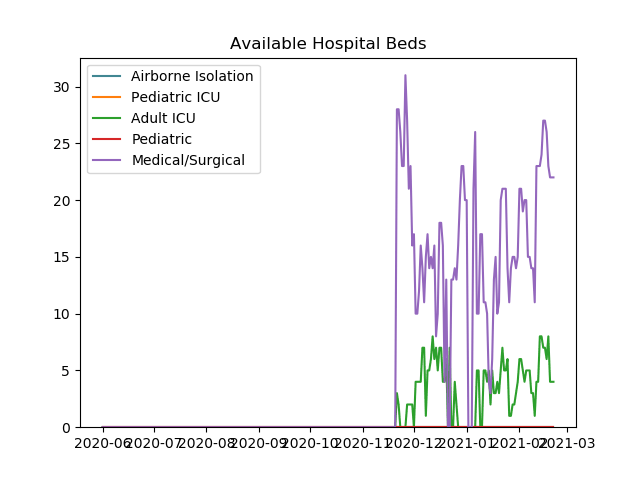 Available Hospital Beds
Airborne Isolation
Pediatric ICU
Adult ICU
Pediatric
Medical/Surgical
30
25
20
15
10
5
0
2020-06 2020-07 2020-08 2020-09 2020-10 2020-11 2020-12 2021-01 2021-02 2021-03